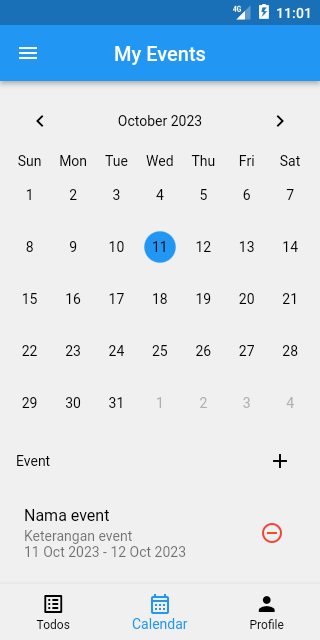 4G 11:01
My Events
October 2023
Sun Mon Tue Wed Thu Fri Sat
1 2 3 4 5 6 7
8 9 10 11 12 13 14
15 16 17 18 19 20 21
22 23 24 25 26 27 28
29 30 31 1 2 3 4
Event
Nama event
Keterangan event
11 Oct 2023 - 12 Oct 2023
Todos Calendar Profile